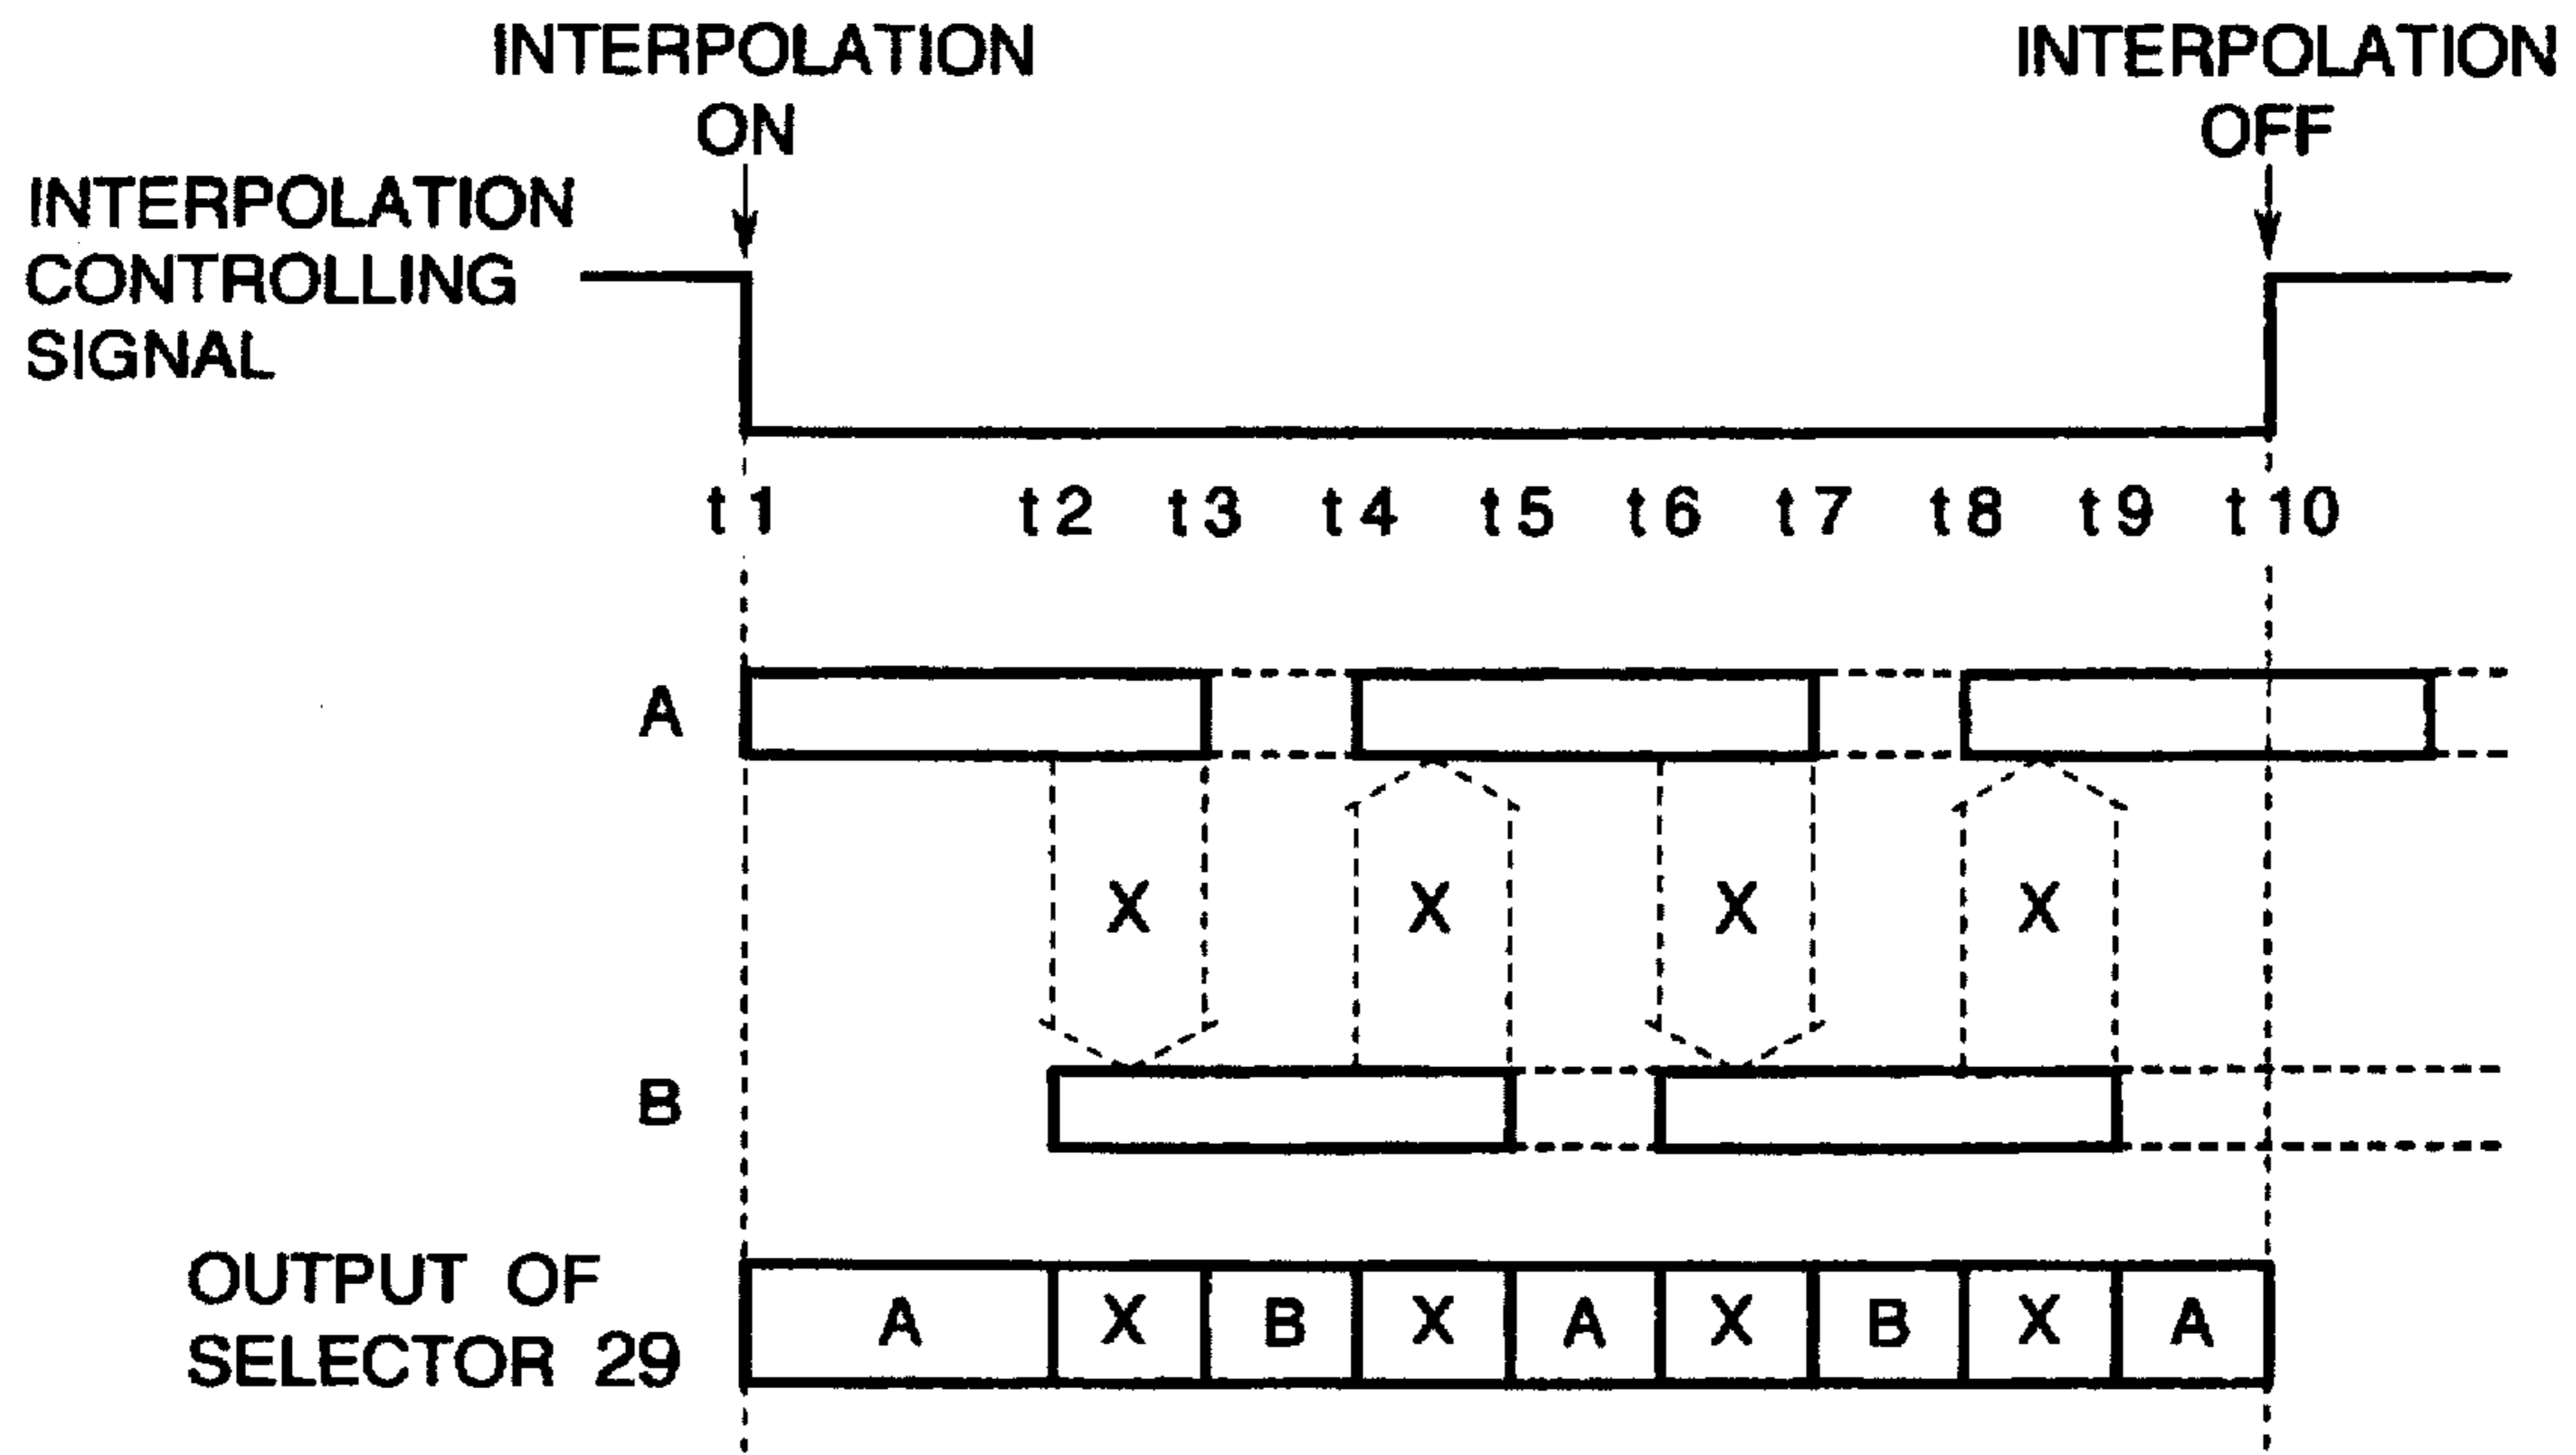 INTERPOLATION
ON
INTERPOLATION
OFF
INTERPOLATION
CONTROLLING
SIGNAL
t1 t2 t3 t4 t5 t6 t7 t8 t9 t10
A
X X X X
B
OUTPUT OF
SELECTOR 29
A X B X A X B X A